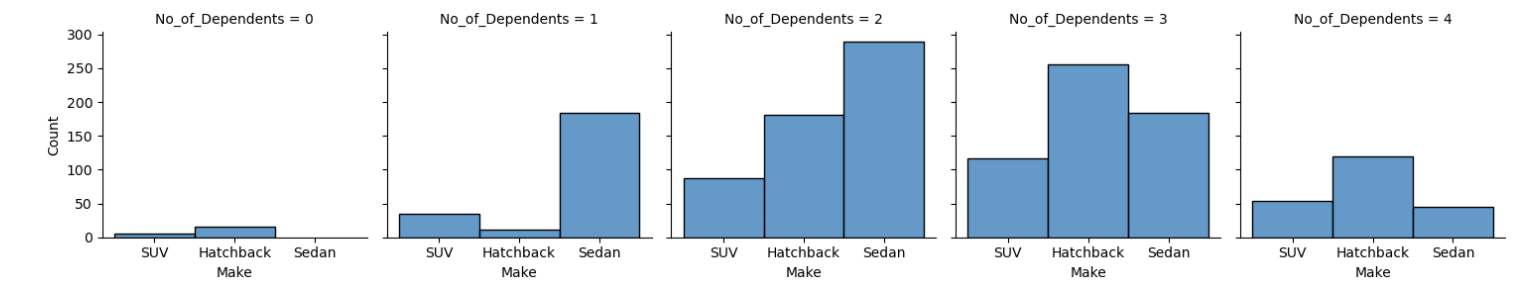 No_of_Dependents = 0 No_of_Dependents = 1 No_of_Dependents = 2 No_of_Dependents = 3 No_of_Dependents = 4
300
250
200
150
100
50
0
Count
SUV Hatchback Sedan SUV Hatchback Sedan SUV Hatchback Sedan SUV Hatchback Sedan SUV Hatchback Sedan
Make Make Make Make Make